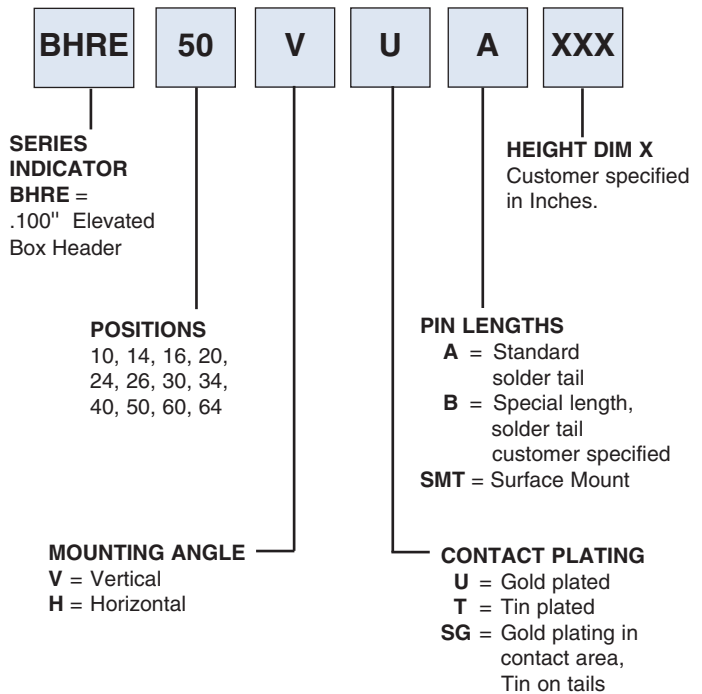 BHRE 50 V U A XXX
SERIES
INDICATOR
BHRE =
.100" Elevated
Box Header
HEIGHT DIM X
Customer specified
in Inches.
POSITIONS
10, 14, 16, 20,
24, 26, 30, 34,
40, 50, 60, 64
PIN LENGTHS
A = Standard
solder tail
B = Special length,
solder tail
customer specified
SMT = Surface Mount
MOUNTING ANGLE
V = Vertical
H = Horizontal
CONTACT PLATING
U = Gold plated
T = Tin plated
SG = Gold plating in
contact area,
Tin on tails